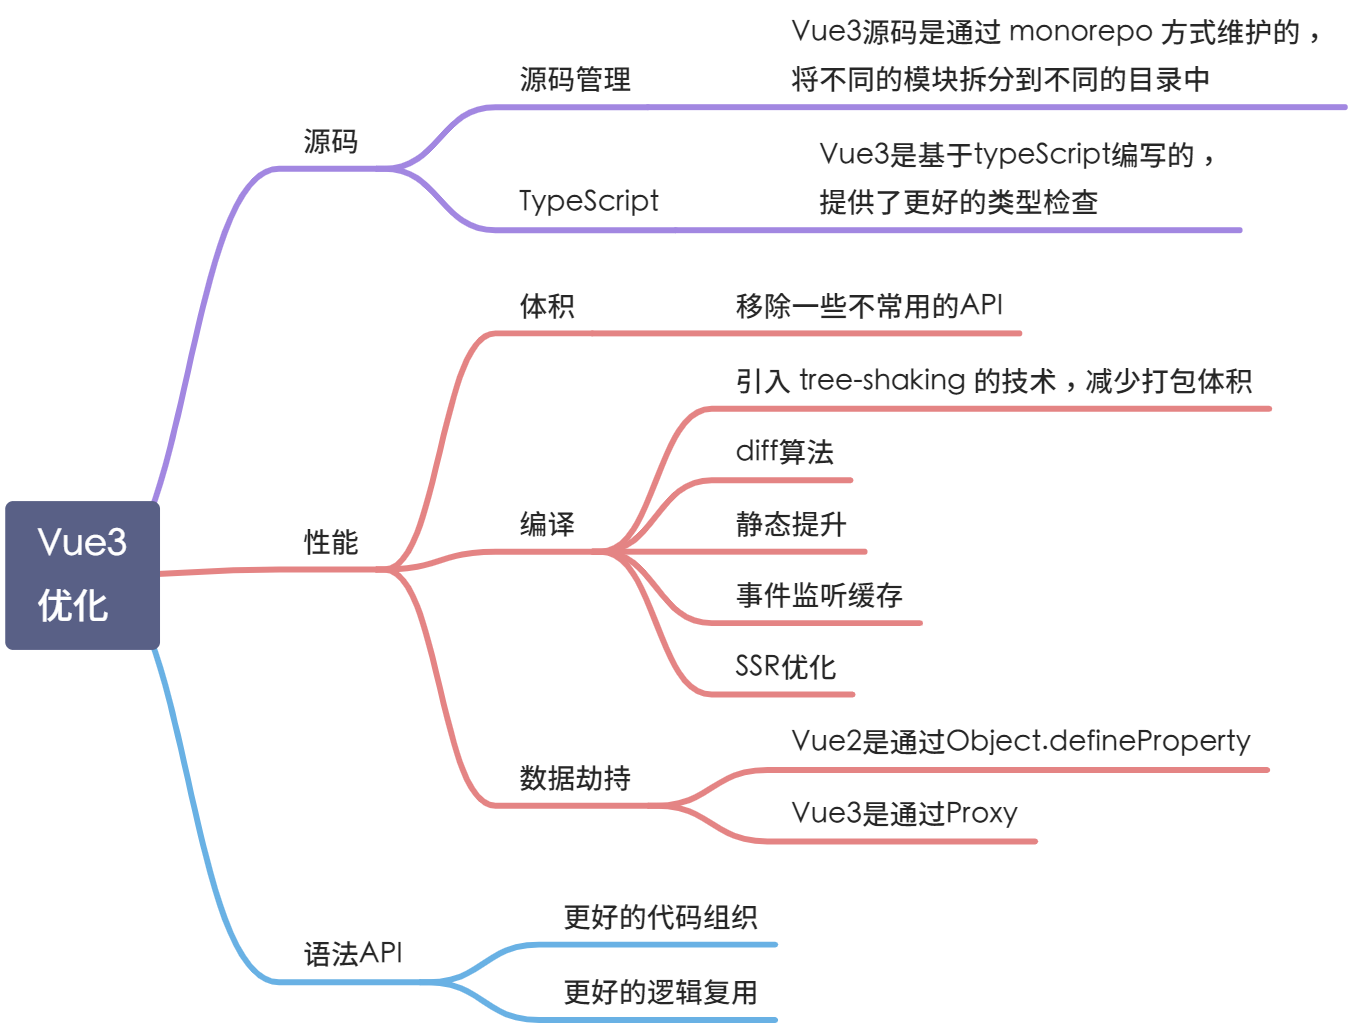 Vue3源码是通过 monorepo 方式维护的，
将不同的模块拆分到不同的目录中
源码管理
源码
Vue3是基于typeScript编写的，
提供了更好的类型检查
TypeScript
体积
移除一些不常用的API
引入 tree-shaking 的技术，减少打包体积
diff算法
编译
静态提升
Vue3
优化
性能
事件监听缓存
SSR优化
Vue2是通过Object.defineProperty
数据劫持
Vue3是通过Proxy
更好的代码组织
语法API
更好的逻辑复用